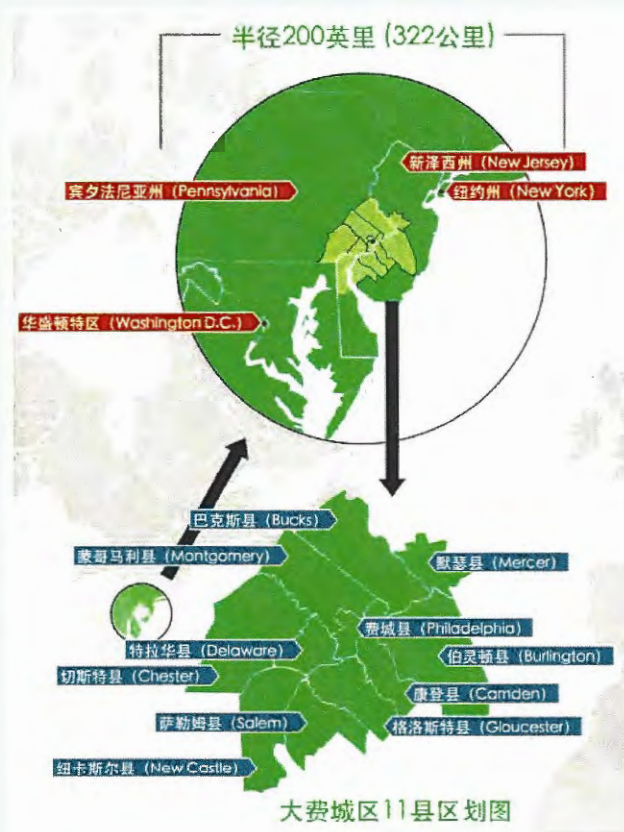 半径200英里 (322公里)
新泽西州 (New Jersey)
宾夕法尼亚州 (Pennsylvania)
纽约州 (New York)
华盛顿特区 (Washington D.C.)
巴克斯县 (Bucks)
蒙哥马利县 (Montgomery)
默瑟县 (Mercer)
费城县 (Philadelphia)
特拉华县 (Delaware)
伯灵顿县 (Burlington)
切斯特县 (Chester)
康登县 (Camden)
萨勒姆县 (Salem)
格洛斯特县 (Gloucester)
纽卡斯尔县 (New Castle)
大费城区11县区划图